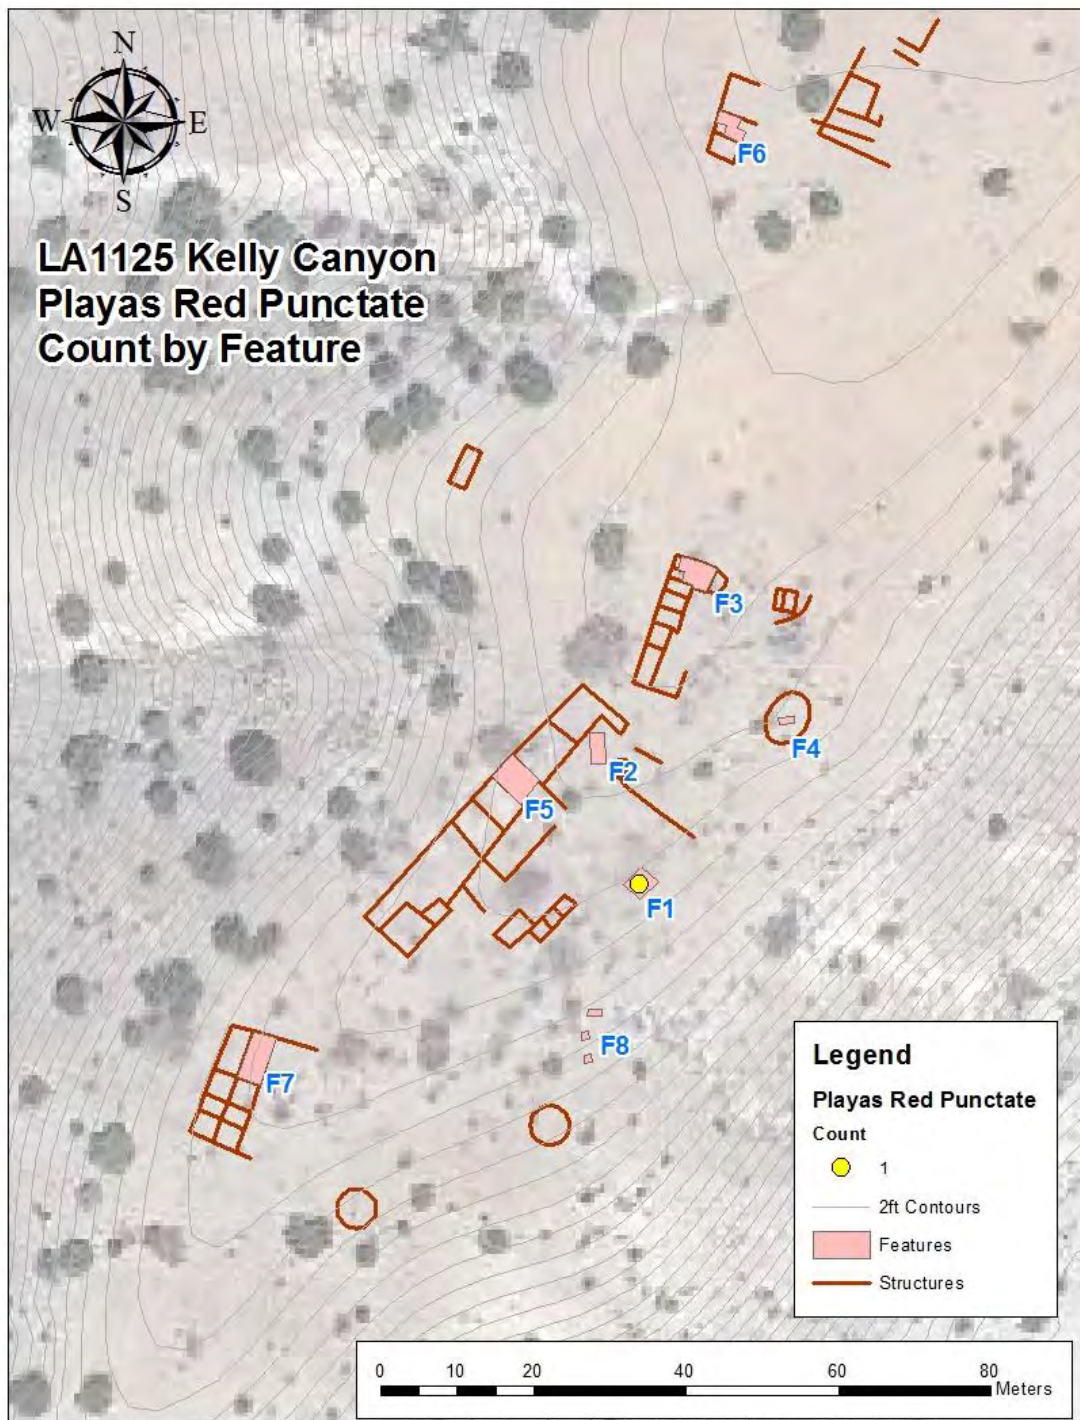 N
W
E
S
LA1125 Kelly Canyon
Playas Red Punctate
Count by Feature
F6
F3
F4
F2
F5
F1
F8
F7
Legend
Playas Red Punctate
Count
1
2ft Contours
Features
Structures
0 10 20 40 60 80
Meters